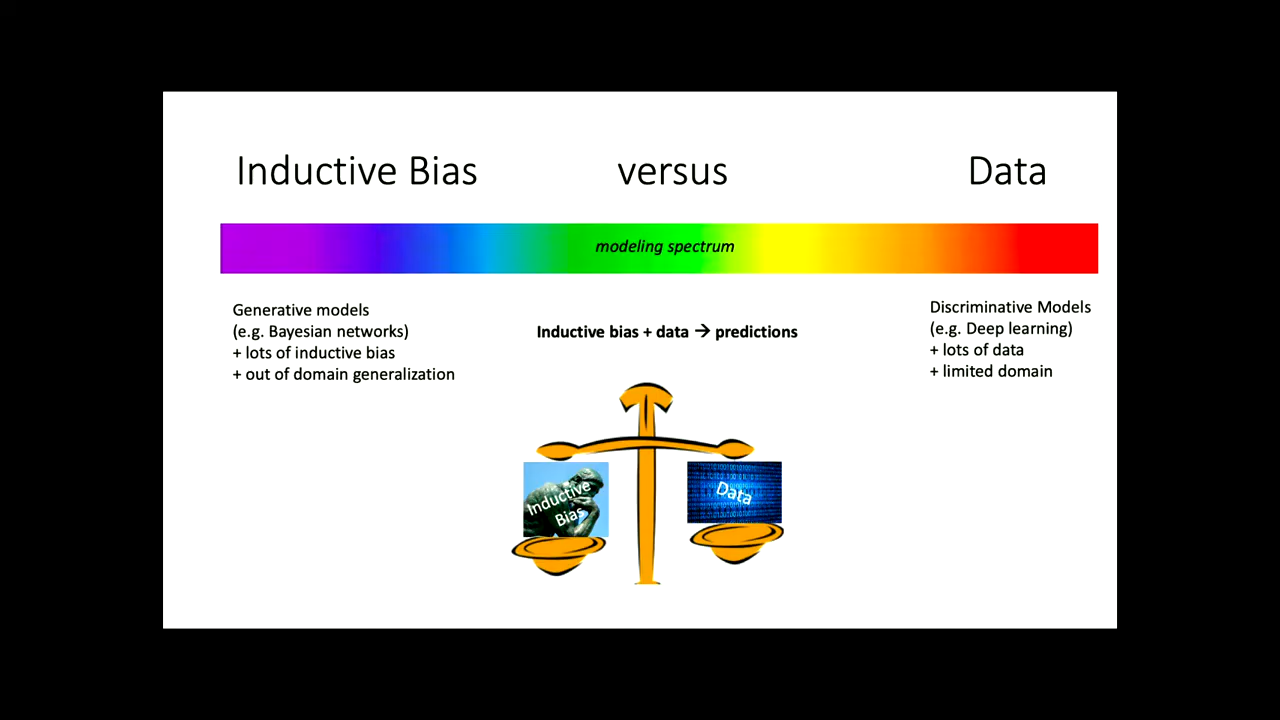 Inductive Bias versus Data
modeling spectrum
Generative models
(e.g. Bayesian networks)
+ lots of inductive bias
+ out of domain generalization
Inductive bias + data → predictions
Discriminative Models
(e.g. Deep learning)
+ lots of data
+ limited domain
Inductive
Bias
Data